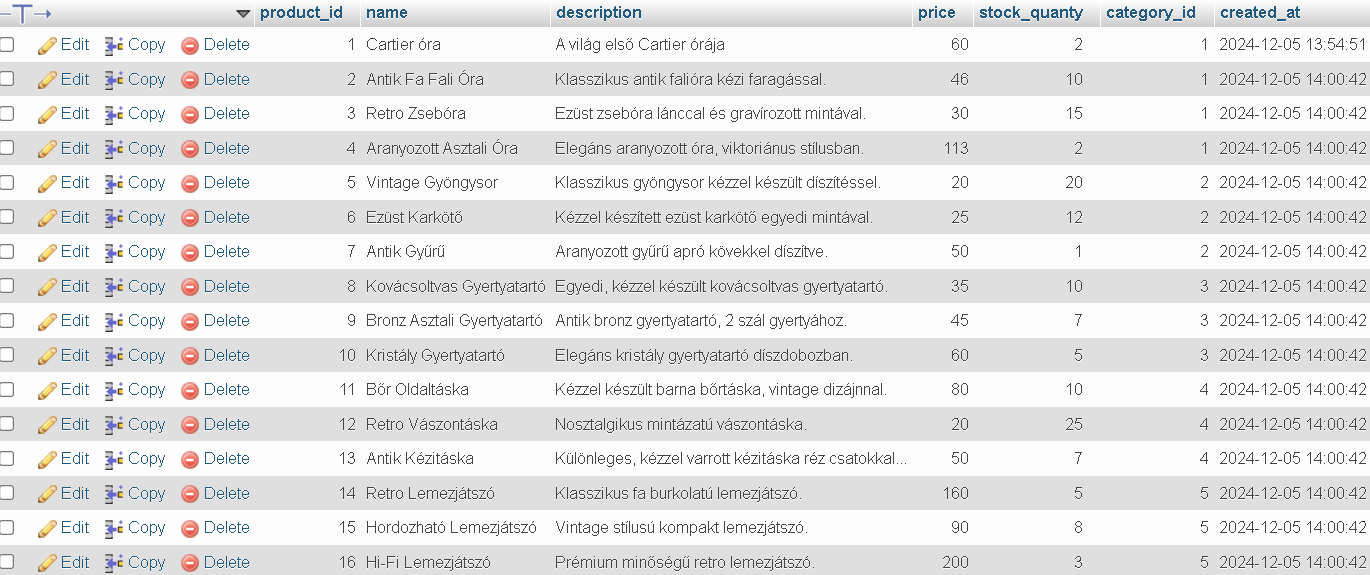 product_id name description price stock_quanty category_id created_at
Edit Copy Delete 1 Cartier óra A világ első Cartier órája 60 2 1 2024-12-05 13:54:51
Edit Copy Delete 2 Antik Fa Fali Óra Klasszikus antik falióra kézi faragással. 46 10 1 2024-12-05 14:00:42
Edit Copy Delete 3 Retro Zsebóra Ezüst zsebóra lánccal és gravírozott mintával. 30 15 1 2024-12-05 14:00:42
Edit Copy Delete 4 Aranyozott Asztali Óra Elegáns aranyozott óra, viktoriánus stílusban. 113 2 1 2024-12-05 14:00:42
Edit Copy Delete 5 Vintage Gyöngysor Klasszikus gyöngysor kézzel készült díszítéssel. 20 20 2 2024-12-05 14:00:42
Edit Copy Delete 6 Ezüst Karkötő Kézzel készített ezüst karkötő egyedi mintával. 25 12 2 2024-12-05 14:00:42
Edit Copy Delete 7 Antik Gyűrű Aranyozott gyűrű apró kövekkel díszítve. 50 1 2 2024-12-05 14:00:42
Edit Copy Delete 8 Kovácsoltvas Gyertyatartó Egyedi, kézzel készült kovácsoltvas gyertyatartó. 35 10 3 2024-12-05 14:00:42
Edit Copy Delete 9 Bronz Asztali Gyertyatartó Antik bronz gyertyatartó, 2 szál gyertyához. 45 7 3 2024-12-05 14:00:42
Edit Copy Delete 10 Kristály Gyertyatartó Elegáns kristály gyertyatartó díszdobozban. 60 5 3 2024-12-05 14:00:42
Edit Copy Delete 11 Bőr Oldaltáska Kézzel készült barna bőrtáska, vintage dizájnnal. 80 10 4 2024-12-05 14:00:42
Edit Copy Delete 12 Retro Vászontáska Nosztalgikus mintázatú vászontáska. 20 25 4 2024-12-05 14:00:42
Edit Copy Delete 13 Antik Kézitáska Különleges, kézzel varrott kézitáska réz csatokkal... 50 7 4 2024-12-05 14:00:42
Edit Copy Delete 14 Retro Lemezjátszó Klasszikus fa burkolatú lemezjátszó. 160 5 5 2024-12-05 14:00:42
Edit Copy Delete 15 Hordozható Lemezjátszó Vintage stílusú kompakt lemezjátszó. 90 8 5 2024-12-05 14:00:42
Edit Copy Delete 16 Hi-Fi Lemezjátszó Prémium minőségű retro lemezjátszó. 200 3 5 2024-12-05 14:00:42